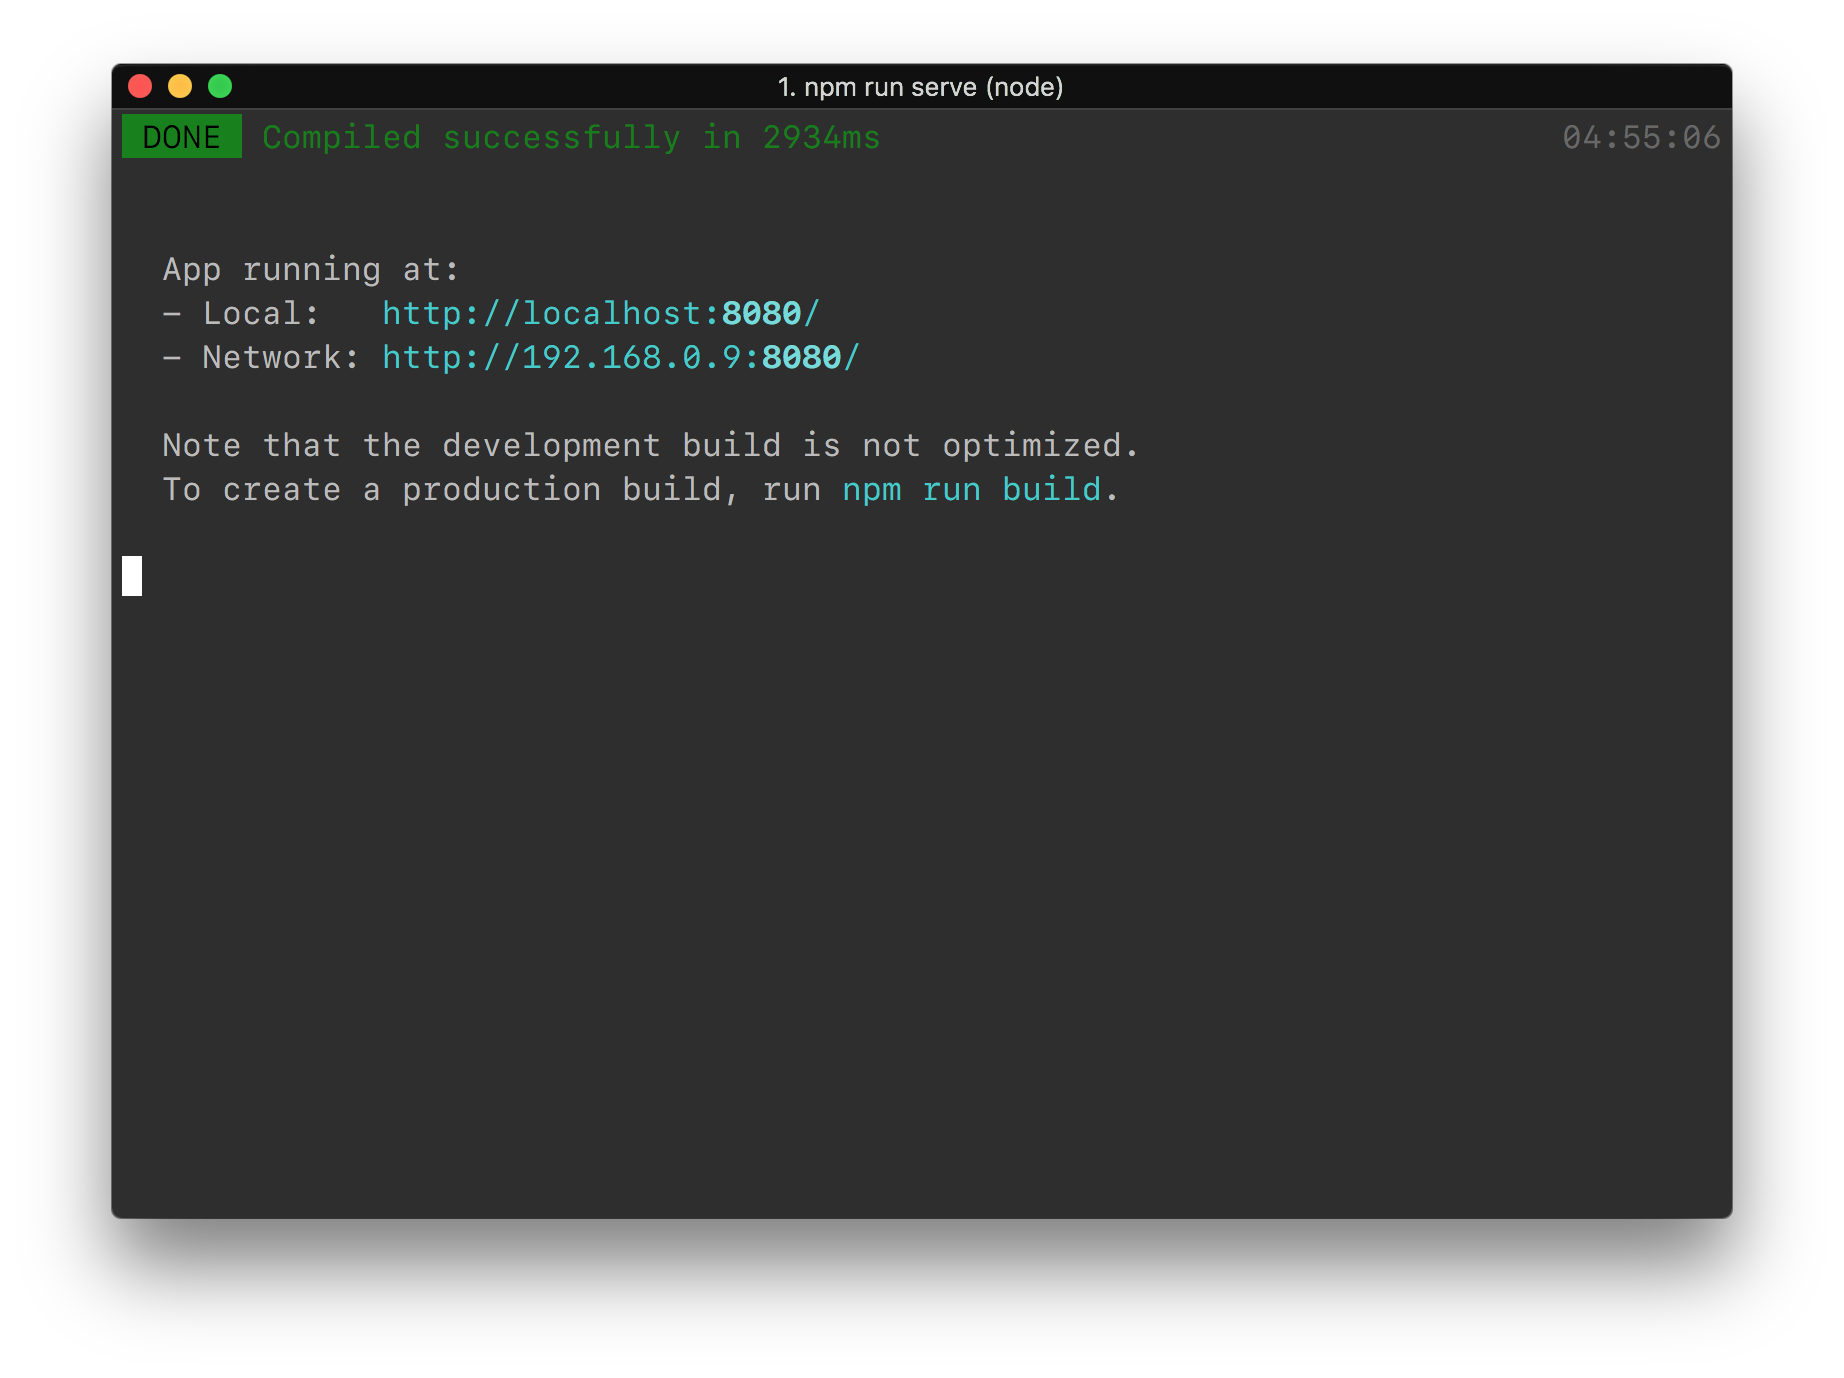 1. npm run serve (node)
DONE Compiled successfully in 2934ms 04:55:06
App running at:
- Local: http://localhost:8080/
- Network: http://192.168.0.9:8080/
Note that the development build is not optimized.
To create a production build, run npm run build.